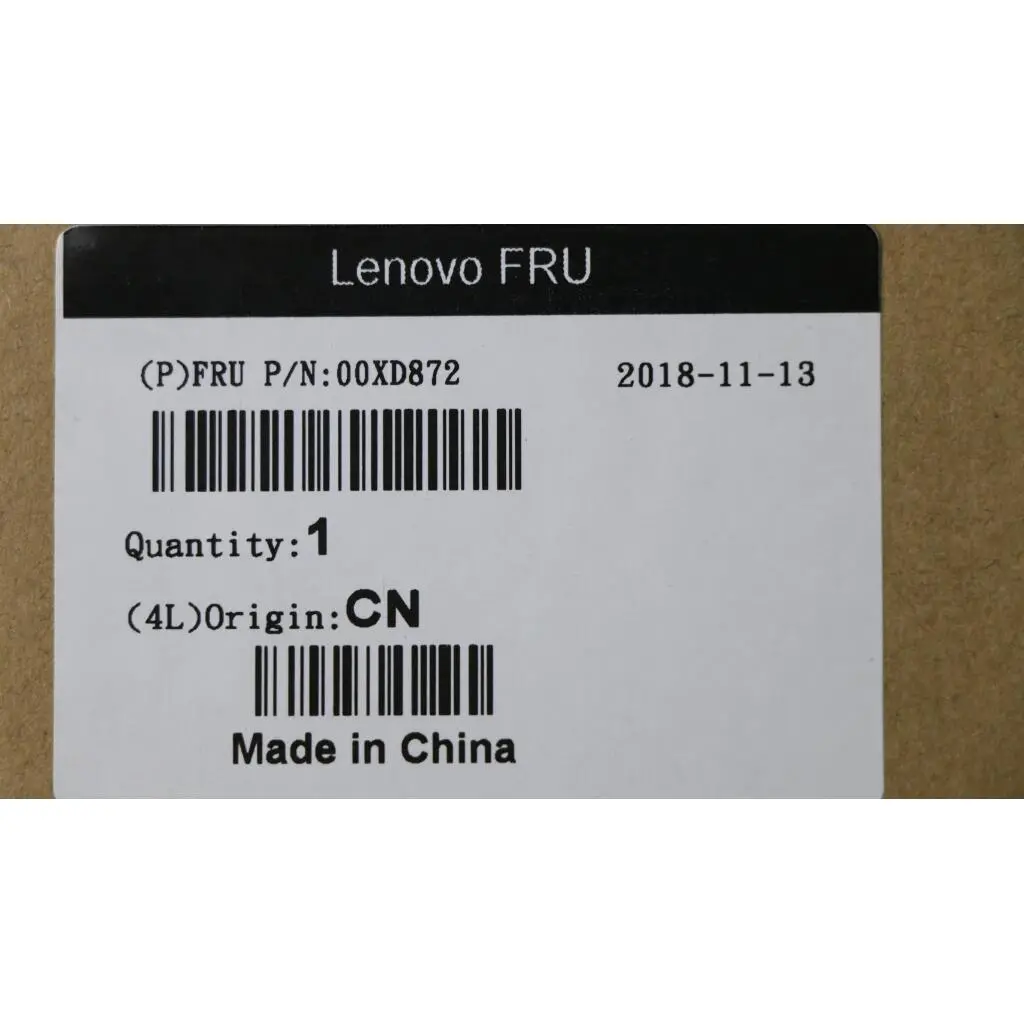 Lenovo FRU
(P)FRU P/N:00XD872 2018-11-13
Quantity:1
(4L)Origin:CN
Made in China